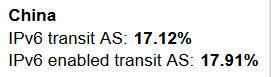 China
IPv6 transit AS: 17.12%
IPv6 enabled transit AS: 17.91%